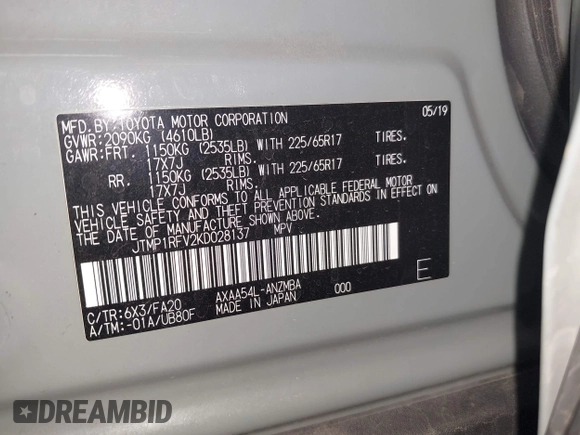 MFD. BY: TOYOTA MOTOR CORPORATION 05/19
GVWR: 2090KG (4610LB)
GAWR: FRT. 1150KG (2535LB) WITH 225/65R17 TIRES.
17X7J RIMS.
RR. 1150KG (2535LB) WITH 225/65R17 TIRES.
17X7J RIMS.
THIS VEHICLE CONFORMS TO ALL APPLICABLE FEDERAL MOTOR
VEHICLE SAFETY AND THEFT PREVENTION STANDARDS IN EFFECT ON
THE DATE OF MANUFACTURE SHOWN ABOVE.
JTMP1RFV2KD028137 MPV
C/TR: 6X3/FA20 AXAA54L-ANZMBA 000 E
A/TM: -01A/UB80F MADE IN JAPAN
DREAMBID